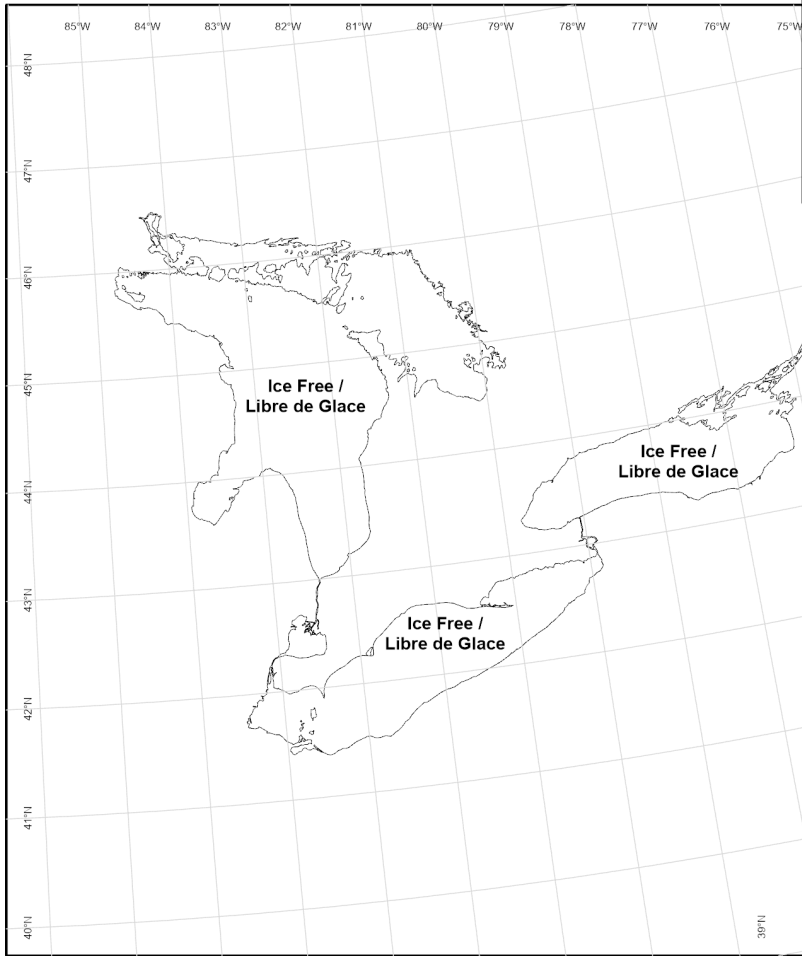 85°W 84°W 83°W 82°W 81°W 80°W 79°W 78°W 77°W 76°W 75°W
48°N
47°N
46°N
45°N
Ice Free /
Libre de Glace
Ice Free /
Libre de Glace
44°N
43°N
Ice Free /
Libre de Glace
42°N
41°N
40°N
39°N